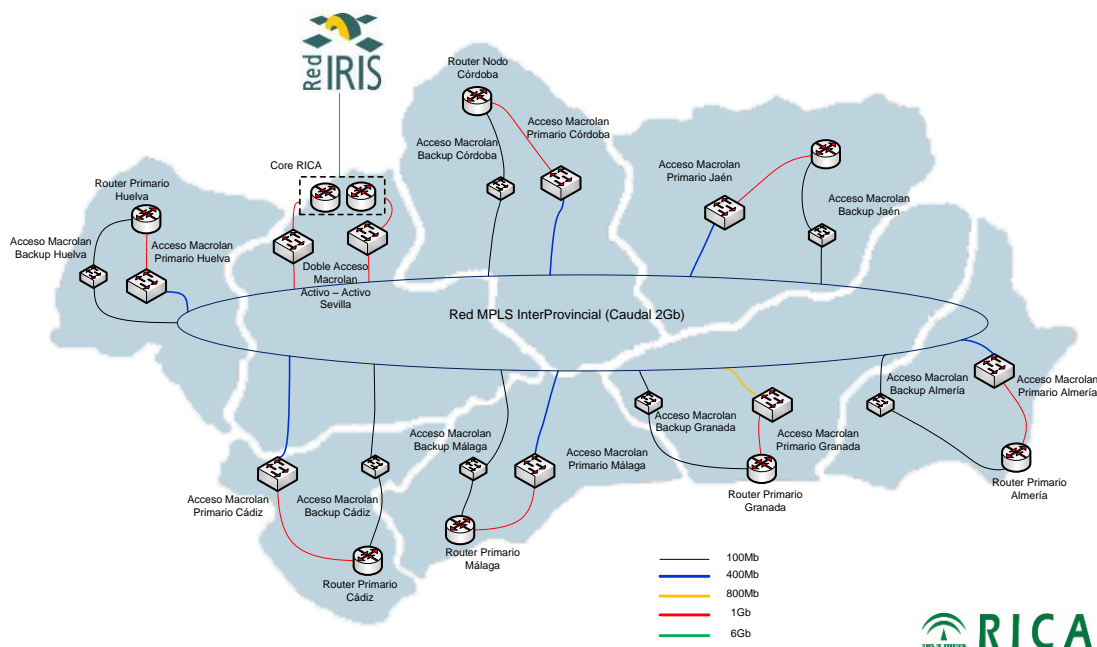 Red
IRIS
Router Nodo
Córdoba
Acceso Macrolan
Primario Córdoba
Acceso Macrolan
Backup Córdoba
Core RICA
Acceso Macrolan
Primario Jaén
Acceso Macrolan
Backup Jaén
Router Primario
Huelva
Acceso Macrolan
Backup Huelva
Acceso Macrolan
Primario Huelva
Doble Acceso
Macrolan
Activo – Activo
Sevilla
Red MPLS InterProvincial (Caudal 2Gb)
Acceso Macrolan
Backup Almería
Acceso Macrolan
Primario Almería
Acceso Macrolan
Backup Granada
Acceso Macrolan
Primario Granada
Acceso Macrolan
Backup Málaga
Acceso Macrolan
Primario Málaga
Acceso Macrolan
Primario Cádiz
Acceso Macrolan
Backup Cádiz
Router Primario
Granada
Router Primario
Almería
Router Primario
Málaga
Router Primario
Cádiz
100Mb
400Mb
800Mb
1Gb
6Gb
RICA